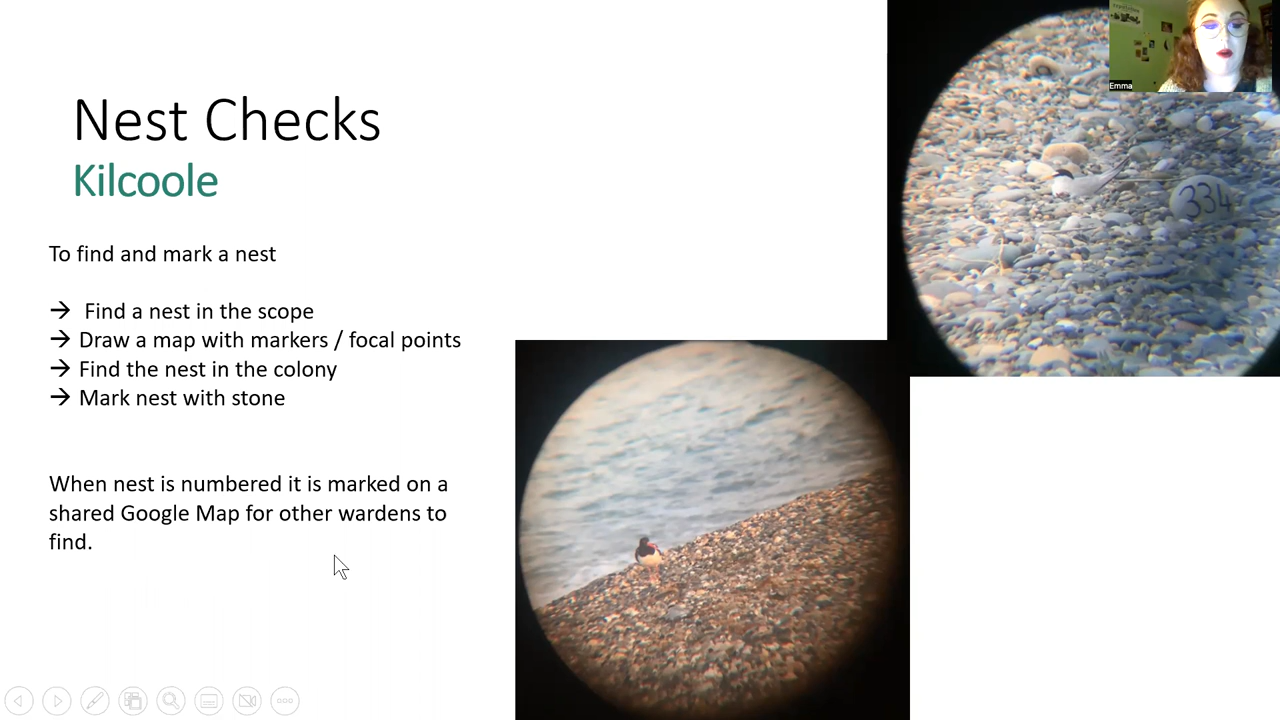 Nest Checks
Kilcoole
To find and mark a nest
→ Find a nest in the scope
→ Draw a map with markers / focal points
→ Find the nest in the colony
→ Mark nest with stone
When nest is numbered it is marked on a
shared Google Map for other wardens to
find.
334
Emma